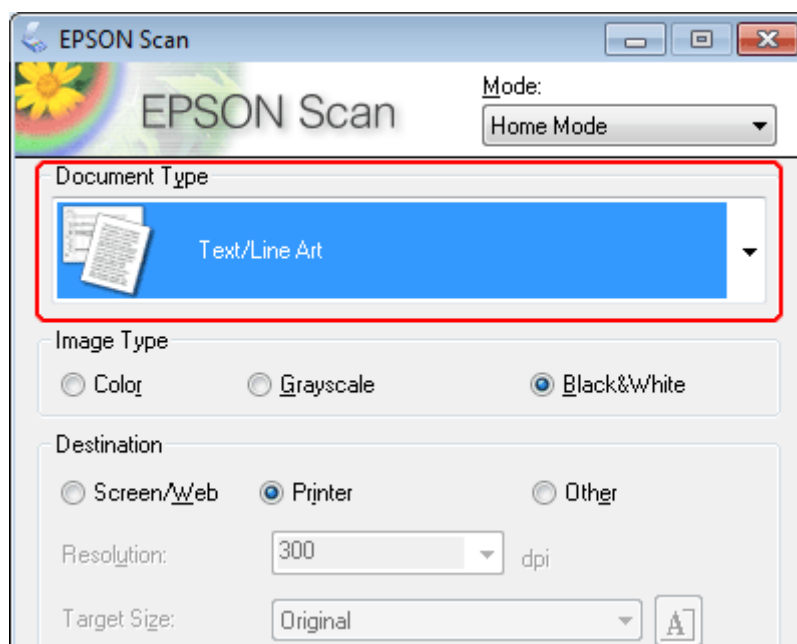 EPSON Scan
EPSON Scan
Mode:
Home Mode
Document Type
Text/Line Art
Image Type
Color Grayscale Black&White
Destination
Screen/Web Printer Other
Resolution: 300 dpi
Target Size: Original A